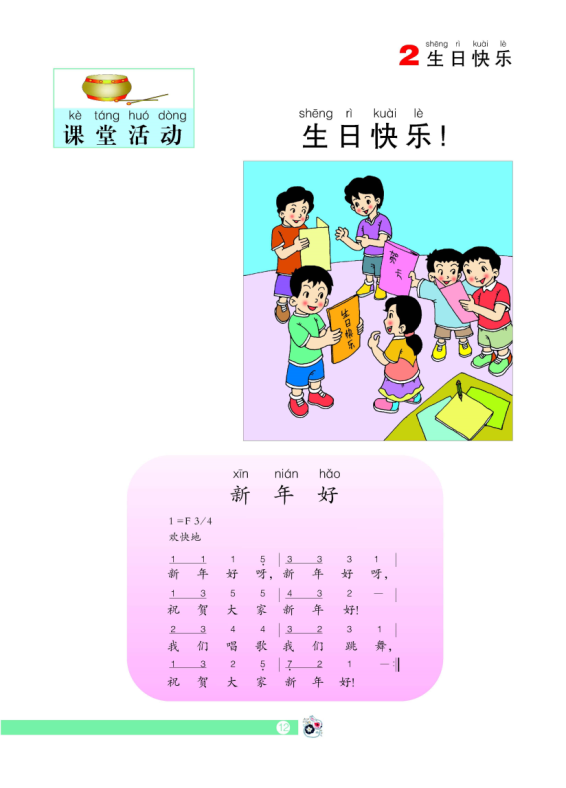 shēng rì kuài lè
2 生日快乐
kè táng huó dòng
课堂活动
shēng rì kuài lè
生日快乐!
贺卡
生日快乐
xīn nián hǎo
新年好
1=F 3/4
欢快地
1 1 1 5̣ | 3 3 3 1 |
新年好呀,新年好呀,
1 3 5 5 | 4 3 2 — |
祝贺大家新年好!
2 3 4 4 | 3 2 3 1 |
我们唱歌我们跳舞,
1 3 2 5̣ | 7̣ 2 1 — :‖
祝贺大家新年好!
12